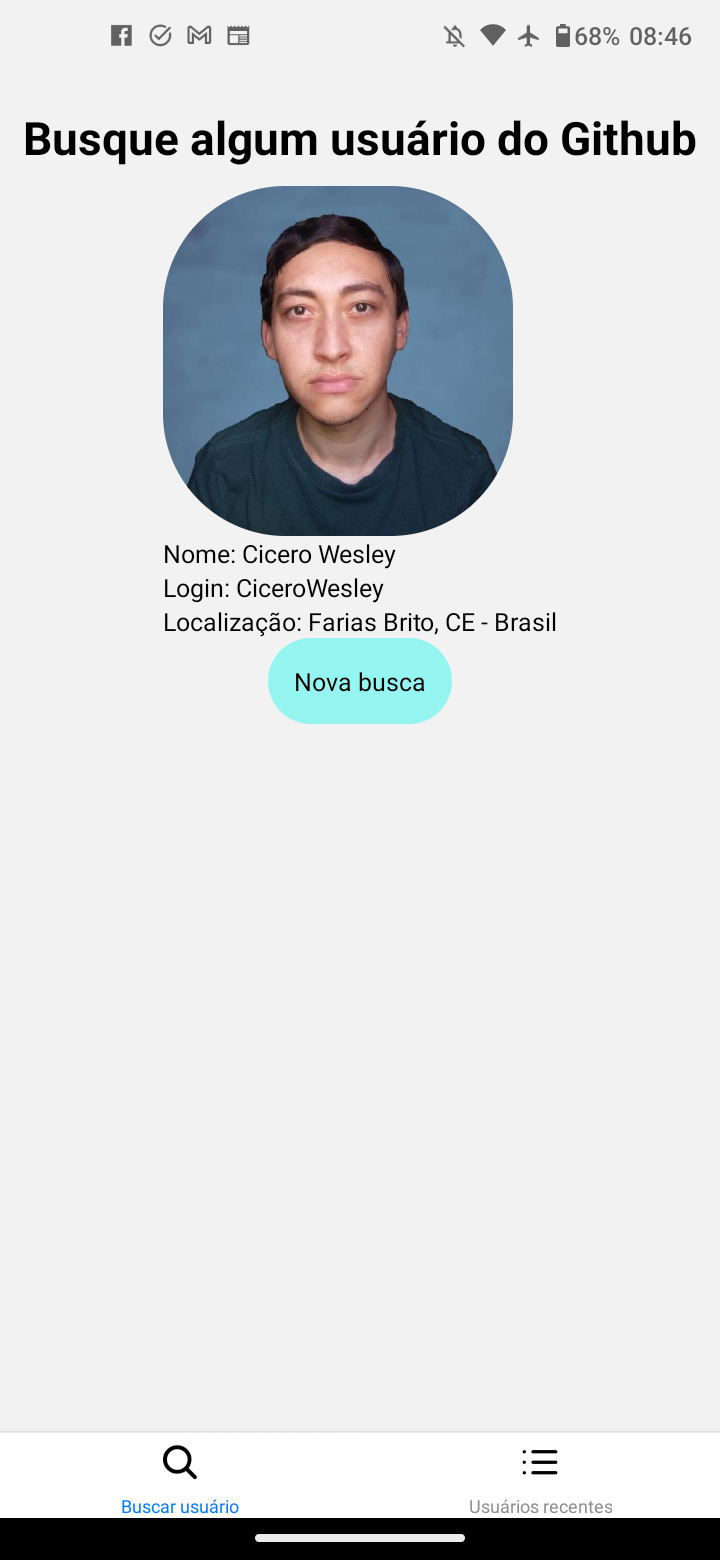 68% 08:46
Busque algum usuário do Github
Nome: Cicero Wesley
Login: CiceroWesley
Localização: Farias Brito, CE - Brasil
Nova busca
Buscar usuário
Usuários recentes